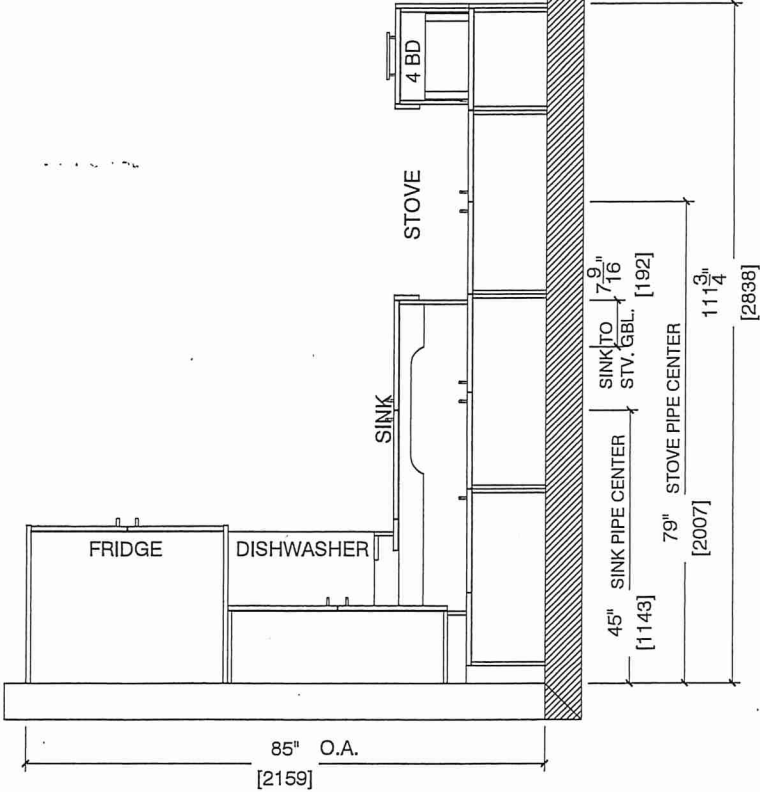 4 BD
STOVE
SINK
FRIDGE
DISHWASHER
7 9/16"
[192]
SINK TO
STV. GBL.
111 3/4"
[2838]
STOVE PIPE CENTER
79"
[2007]
SINK PIPE CENTER
45"
[1143]
85" O.A.
[2159]